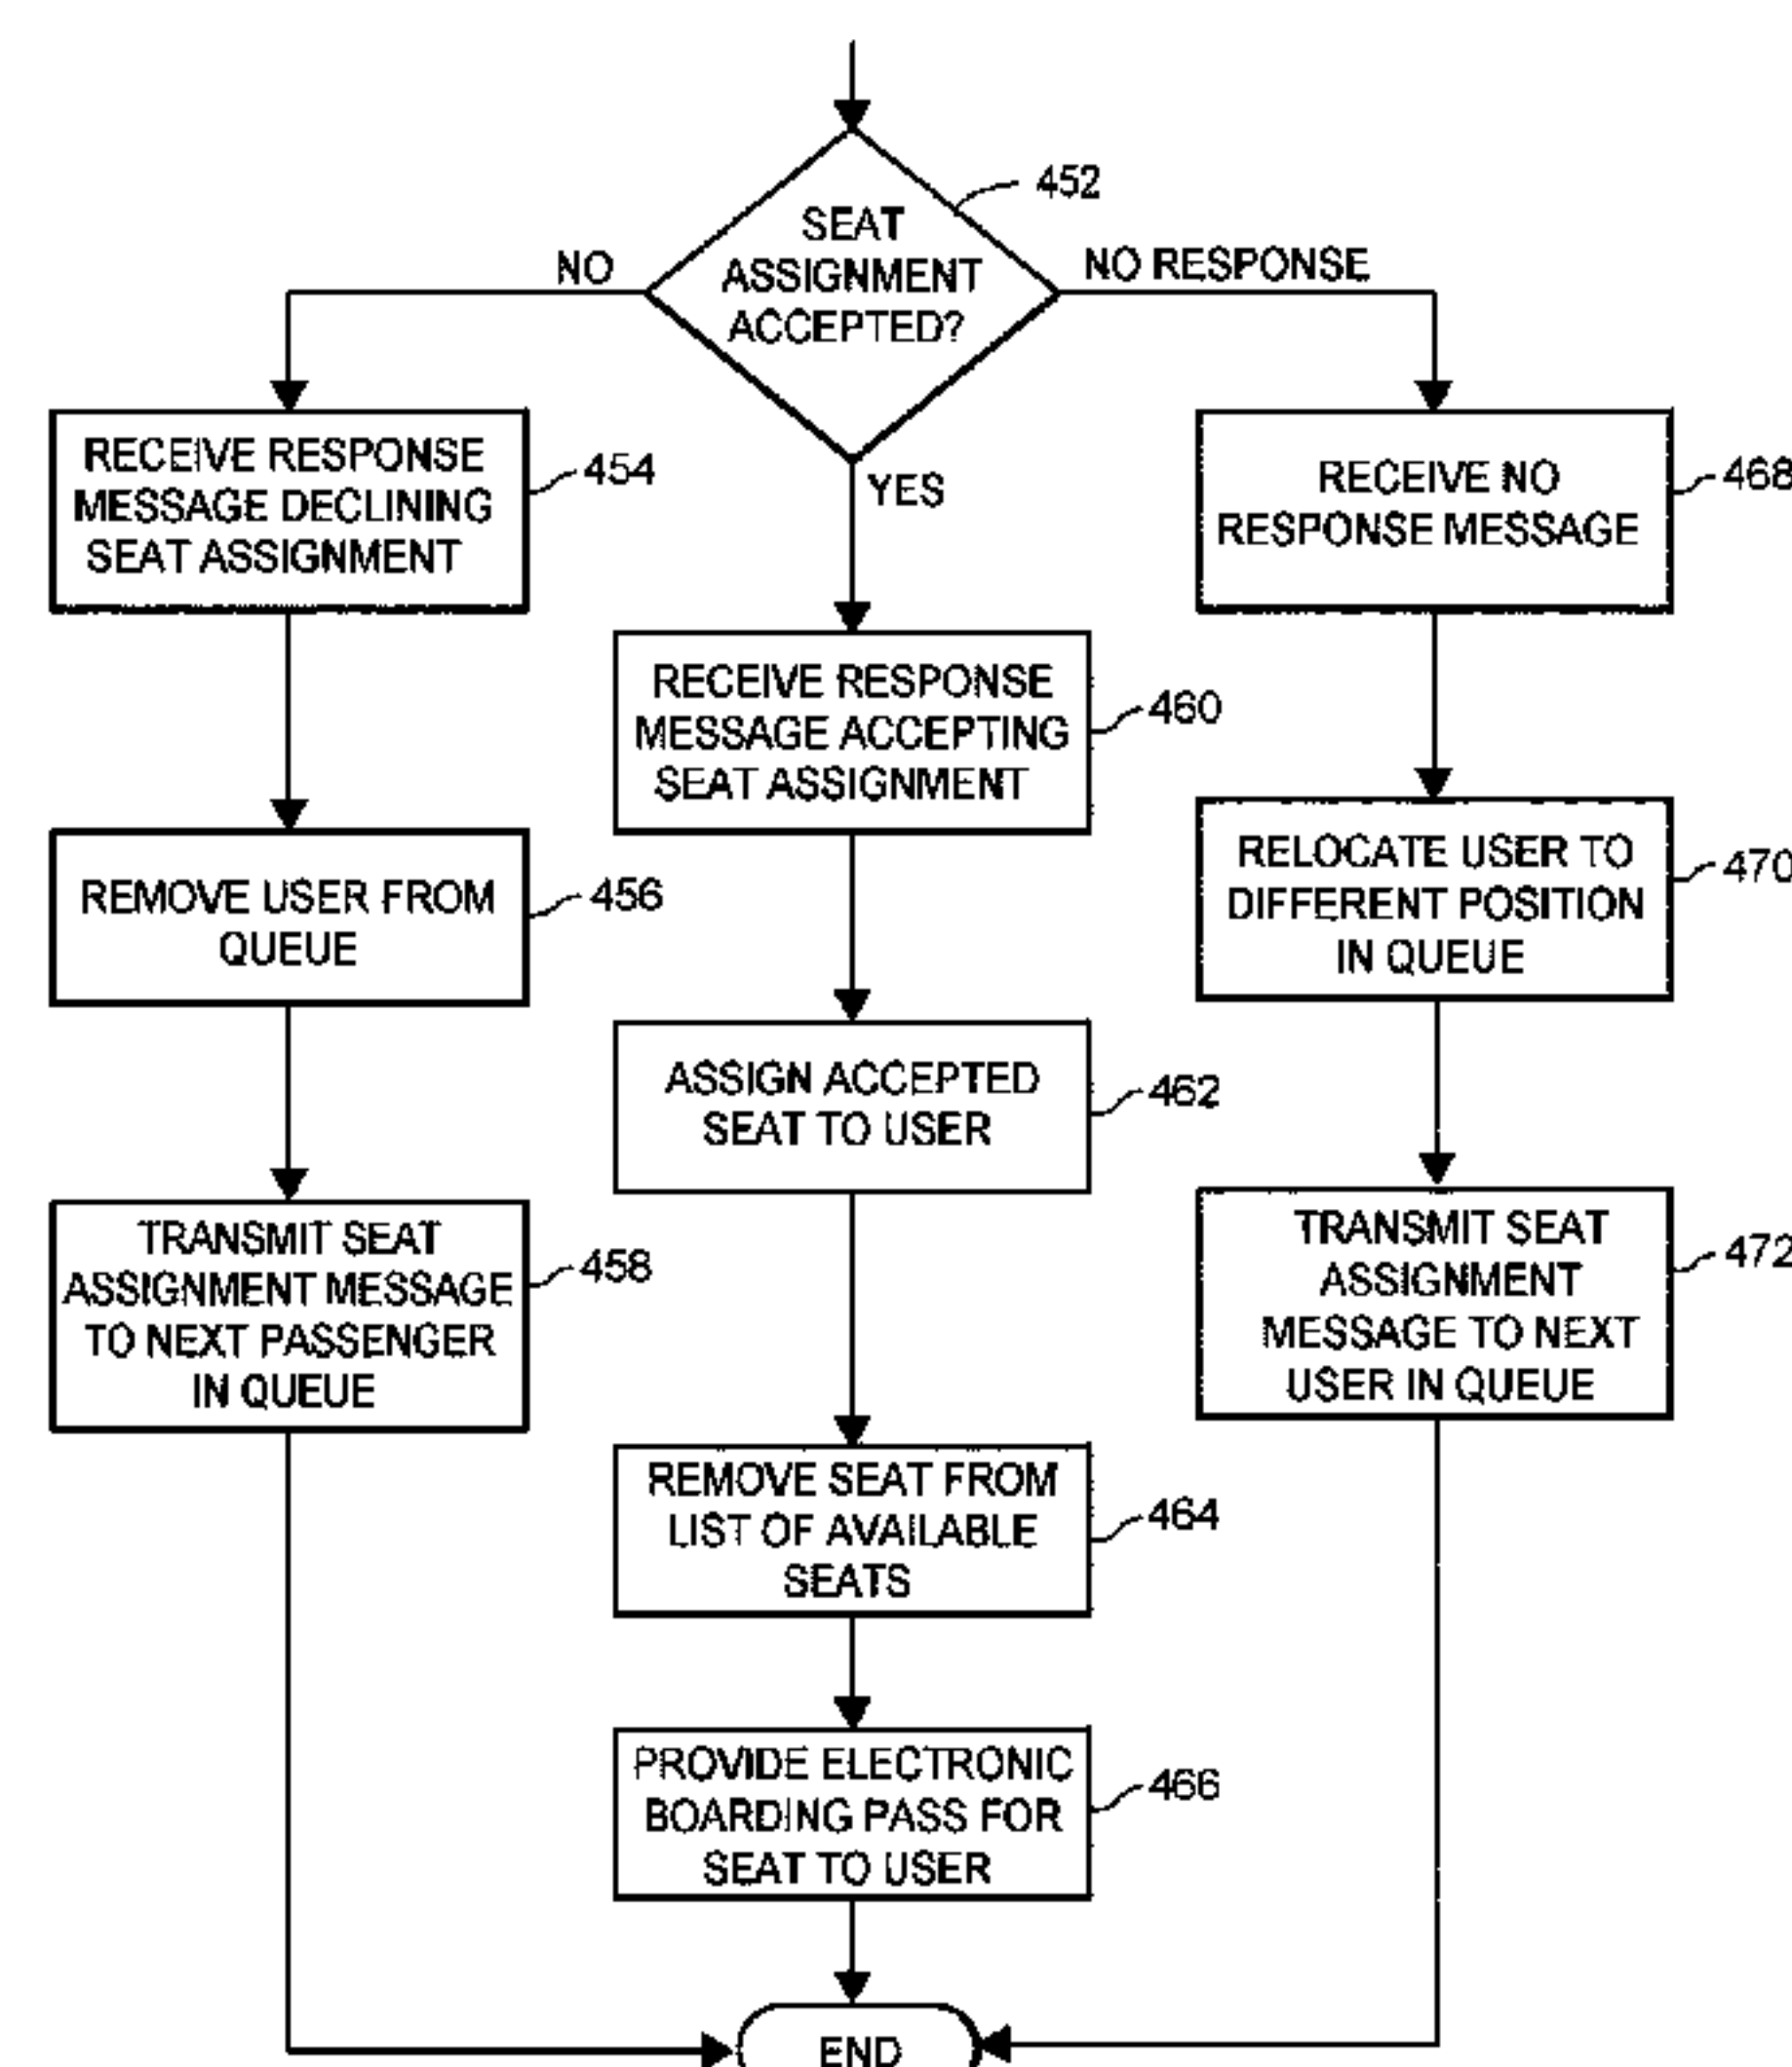 452
SEAT
ASSIGNMENT
ACCEPTED?
NO
NO RESPONSE
YES
RECEIVE RESPONSE
MESSAGE DECLINING
SEAT ASSIGNMENT
454
RECEIVE NO
RESPONSE MESSAGE
468
RECEIVE RESPONSE
MESSAGE ACCEPTING
SEAT ASSIGNMENT
460
REMOVE USER FROM
QUEUE
456
RELOCATE USER TO
DIFFERENT POSITION
IN QUEUE
470
ASSIGN ACCEPTED
SEAT TO USER
462
TRANSMIT SEAT
ASSIGNMENT MESSAGE
TO NEXT PASSENGER
IN QUEUE
458
TRANSMIT SEAT
ASSIGNMENT
MESSAGE TO NEXT
USER IN QUEUE
472
REMOVE SEAT FROM
LIST OF AVAILABLE
SEATS
464
PROVIDE ELECTRONIC
BOARDING PASS FOR
SEAT TO USER
466
END